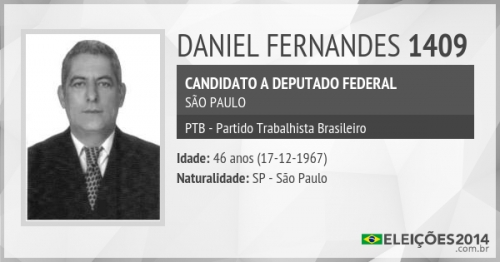 DANIEL FERNANDES 1409
CANDIDATO A DEPUTADO FEDERAL
SÃO PAULO
PTB - Partido Trabalhista Brasileiro
Idade: 46 anos (17-12-1967)
Naturalidade: SP - São Paulo
ELEIÇÕES2014
.com.br